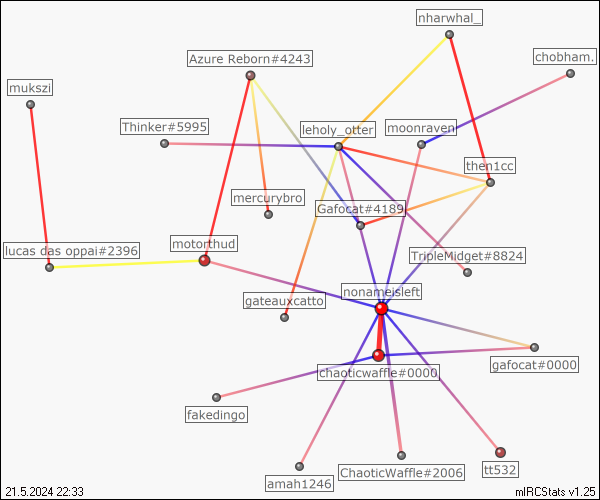 nharwhal_
Azure Reborn#4243
chobham.
mukszi
Thinker#5995
leholy_otter
moonraven
then1cc
mercurybro
Gafocat#4189
lucas das oppai#2396
motorthud
TripleMidget#8824
nonameisleft
gateauxcatto
chaoticwaffle#0000
gafocat#0000
fakedingo
ChaoticWaffle#2006
tt532
amah1246
21.5.2024 22:33
mIRCStats v1.25